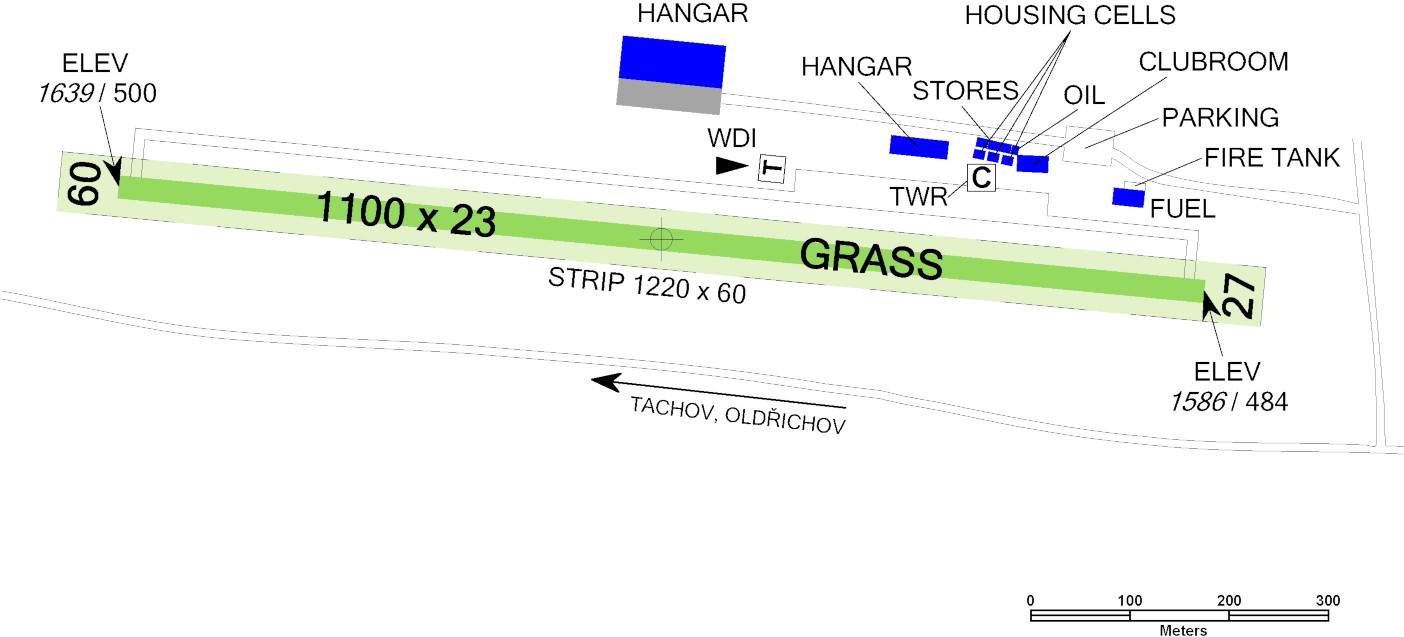 HANGAR
HOUSING CELLS
ELEV
1639 / 500
HANGAR
STORES
OIL
CLUBROOM
PARKING
WDI
T
C
TWR
FIRE TANK
FUEL
09
1100 x 23
GRASS
27
STRIP 1220 x 60
ELEV
1586 / 484
TACHOV, OLDŘICHOV
0 100 200 300
Meters